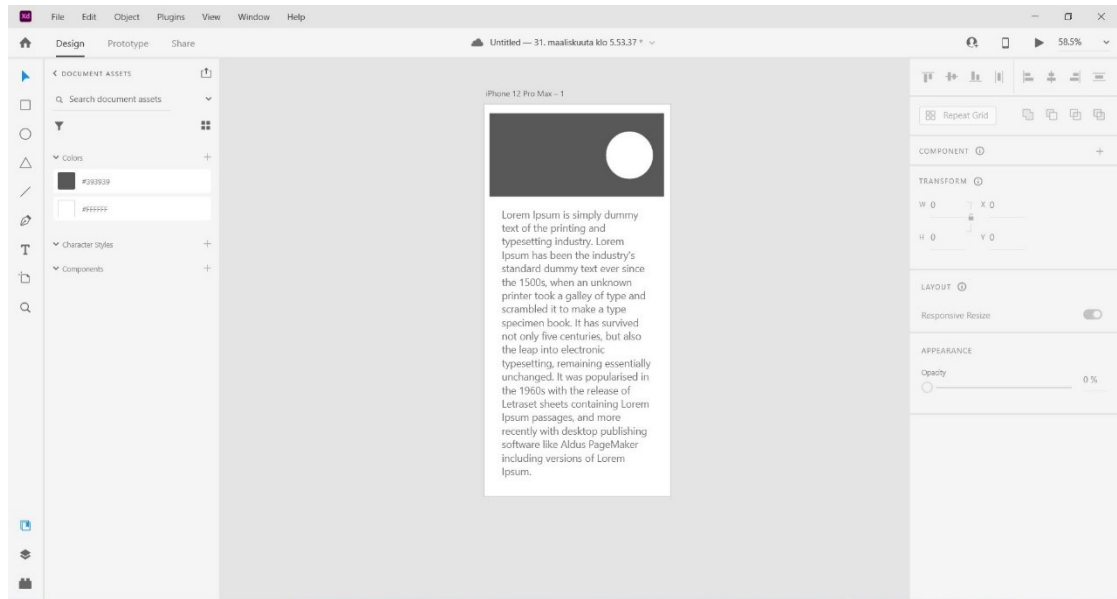 Xd File Edit Object Plugins View Window Help
Design Prototype Share
Untitled — 31. maaliskuuta klo 5.53.37 *
58.5%
DOCUMENT ASSETS
Search document assets
Colors
#393939
#FFFFFF
Character Styles
Components
T
iPhone 12 Pro Max – 1
Lorem Ipsum is simply dummy
text of the printing and
typesetting industry. Lorem
Ipsum has been the industry's
standard dummy text ever since
the 1500s, when an unknown
printer took a galley of type and
scrambled it to make a type
specimen book. It has survived
not only five centuries, but also
the leap into electronic
typesetting, remaining essentially
unchanged. It was popularised in
the 1960s with the release of
Letraset sheets containing Lorem
Ipsum passages, and more
recently with desktop publishing
software like Aldus PageMaker
including versions of Lorem
Ipsum.
Repeat Grid
COMPONENT
TRANSFORM
W 0 X 0
H 0 Y 0
LAYOUT
Responsive Resize
APPEARANCE
Opacity
0 %